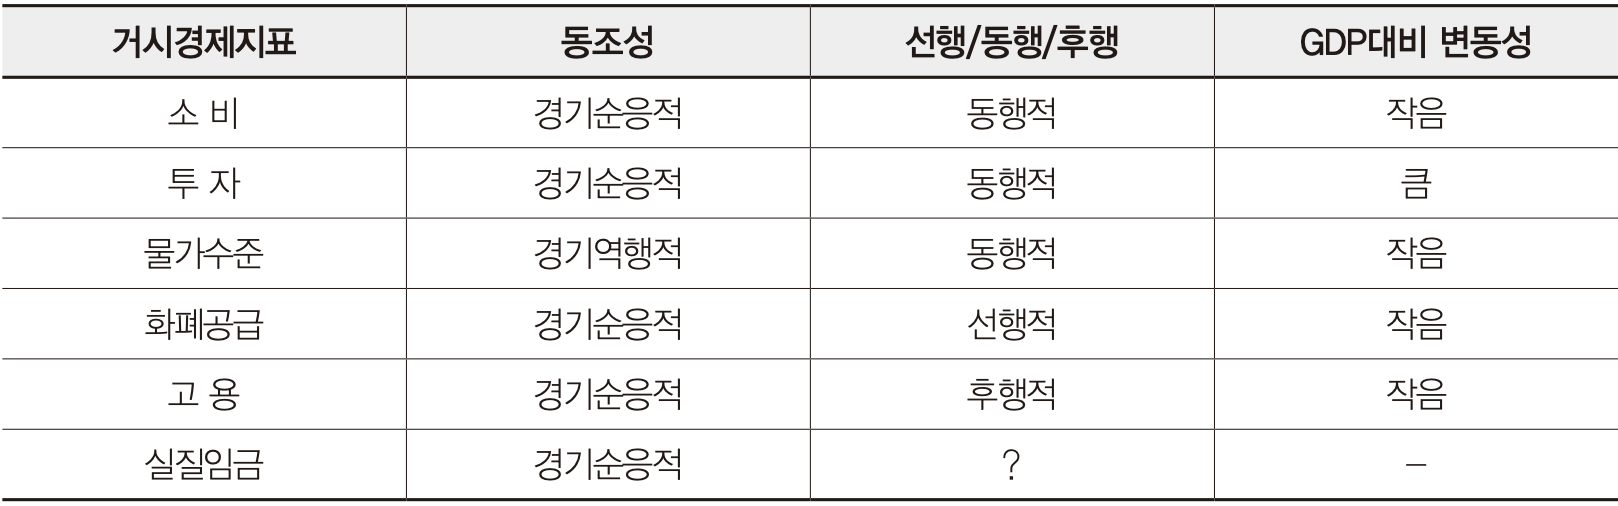 거시경제지표 동조성 선행/동행/후행 GDP대비 변동성
소 비 경기순응적 동행적 작음
투 자 경기순응적 동행적 큼
물가수준 경기역행적 동행적 작음
화폐공급 경기순응적 선행적 작음
고 용 경기순응적 후행적 작음
실질임금 경기순응적 ? –